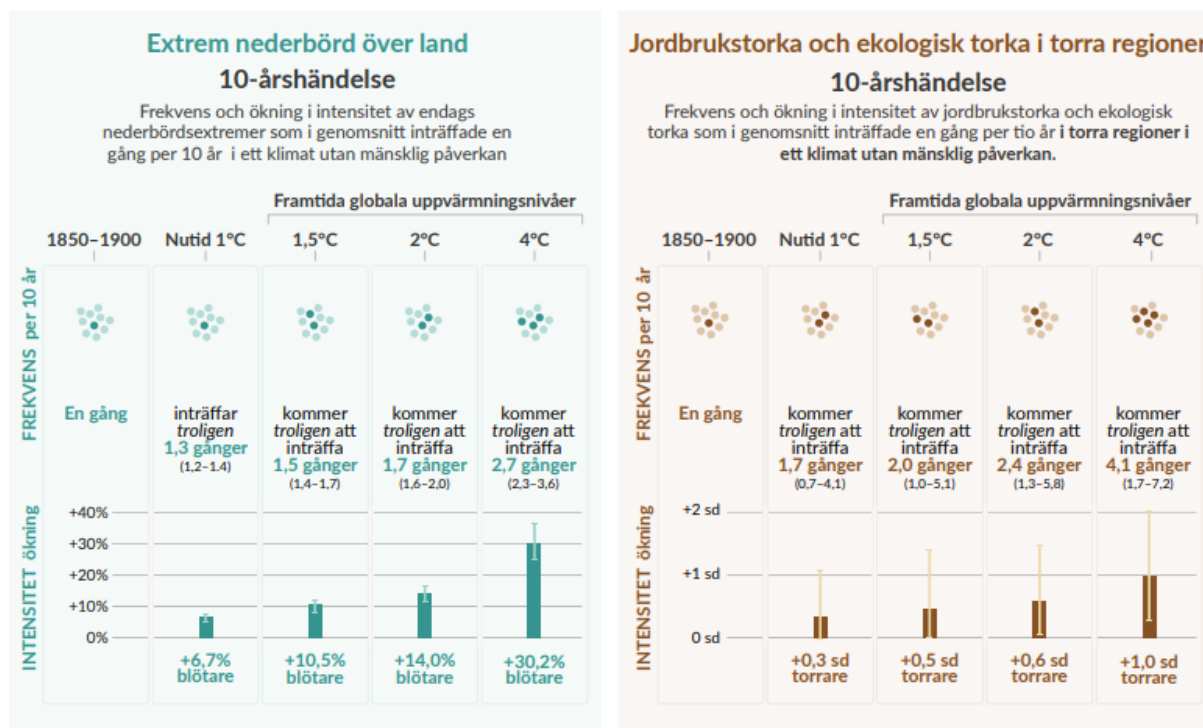 Extrem nederbörd över land
10-årshändelse
Frekvens och ökning i intensitet av endags
nederbördsextremer som i genomsnitt inträffade en
gång per 10 år i ett klimat utan mänsklig påverkan
Framtida globala uppvärmningsnivåer
1850–1900 Nutid 1°C 1,5°C 2°C 4°C
FREKVENS per 10 år
En gång
inträffar
troligen
1,3 gånger
(1,2–1.4)
kommer
troligen att
inträffa
1,5 gånger
(1,4–1,7)
kommer
troligen att
inträffa
1,7 gånger
(1,6–2,0)
kommer
troligen att
inträffa
2,7 gånger
(2,3–3,6)
INTENSITET ökning
+40%
+30%
+20%
+10%
0%
+6,7%
blötare
+10,5%
blötare
+14,0%
blötare
+30,2%
blötare
Jordbrukstorka och ekologisk torka i torra regioner
10-årshändelse
Frekvens och ökning i intensitet av jordbrukstorka och ekologisk
torka som i genomsnitt inträffade en gång per tio år i torra regioner i
ett klimat utan mänsklig påverkan.
Framtida globala uppvärmningsnivåer
1850–1900 Nutid 1°C 1,5°C 2°C 4°C
FREKVENS per 10 år
En gång
kommer
troligen att
inträffa
1,7 gånger
(0,7–4,1)
kommer
troligen att
inträffa
2,0 gånger
(1,0–5,1)
kommer
troligen att
inträffa
2,4 gånger
(1,3–5,8)
kommer
troligen att
inträffa
4,1 gånger
(1,7–7,2)
INTENSITET ökning
+2 sd
+1 sd
0 sd
+0,3 sd
torrare
+0,5 sd
torrare
+0,6 sd
torrare
+1,0 sd
torrare